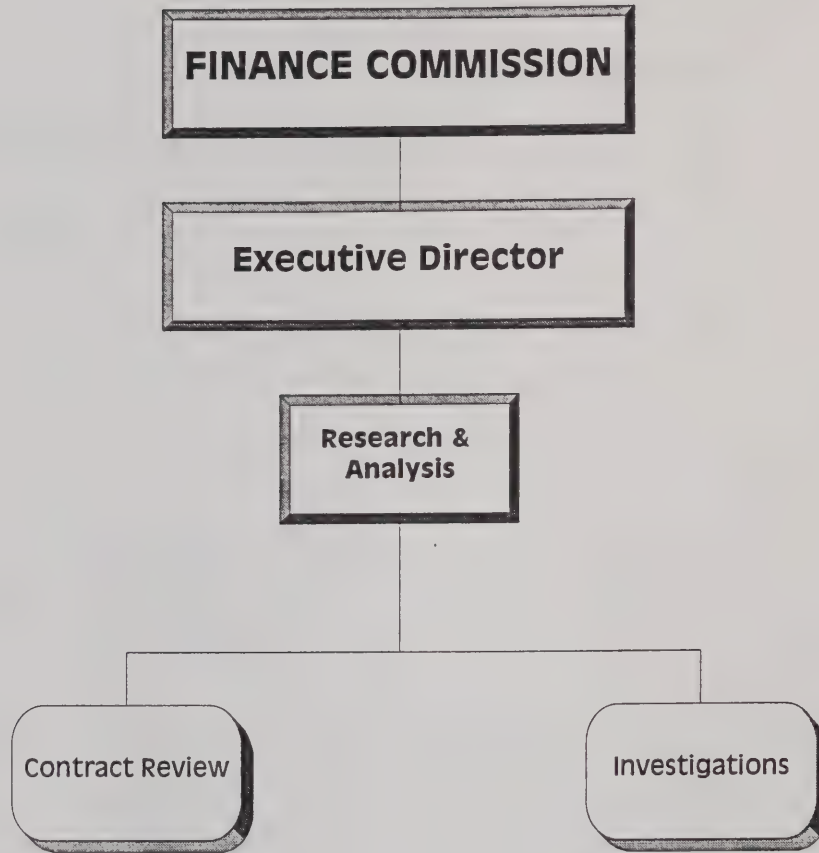 FINANCE COMMISSION
Executive Director
Research &
Analysis
Contract Review
Investigations